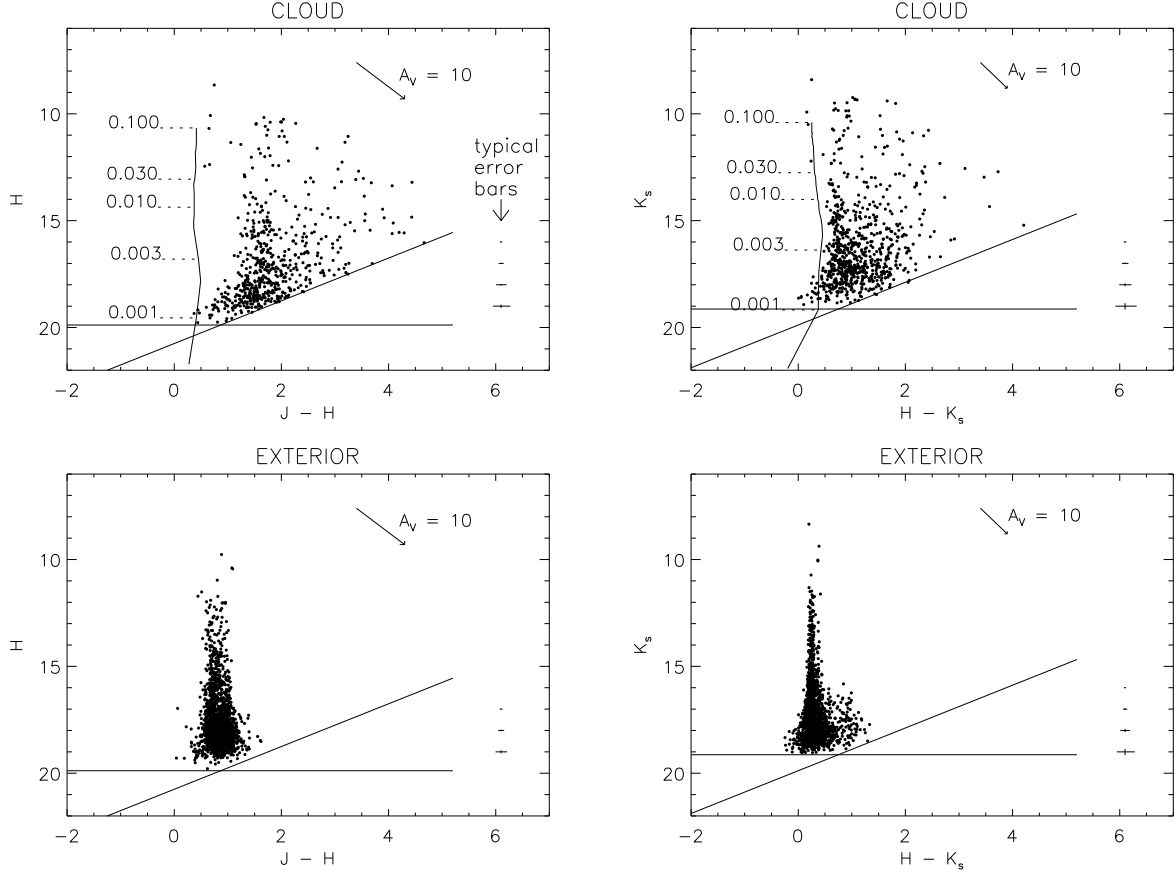 CLOUD
A_V = 10
10
15
20
H
0.100
0.030
0.010
0.003
0.001
typical
error
bars
−2 0 2 4 6
J − H
CLOUD
A_V = 10
10
15
20
K_s
0.100
0.030
0.010
0.003
0.001
−2 0 2 4 6
H − K_s
EXTERIOR
A_V = 10
10
15
20
H
−2 0 2 4 6
J − H
EXTERIOR
A_V = 10
10
15
20
K_s
−2 0 2 4 6
H − K_s